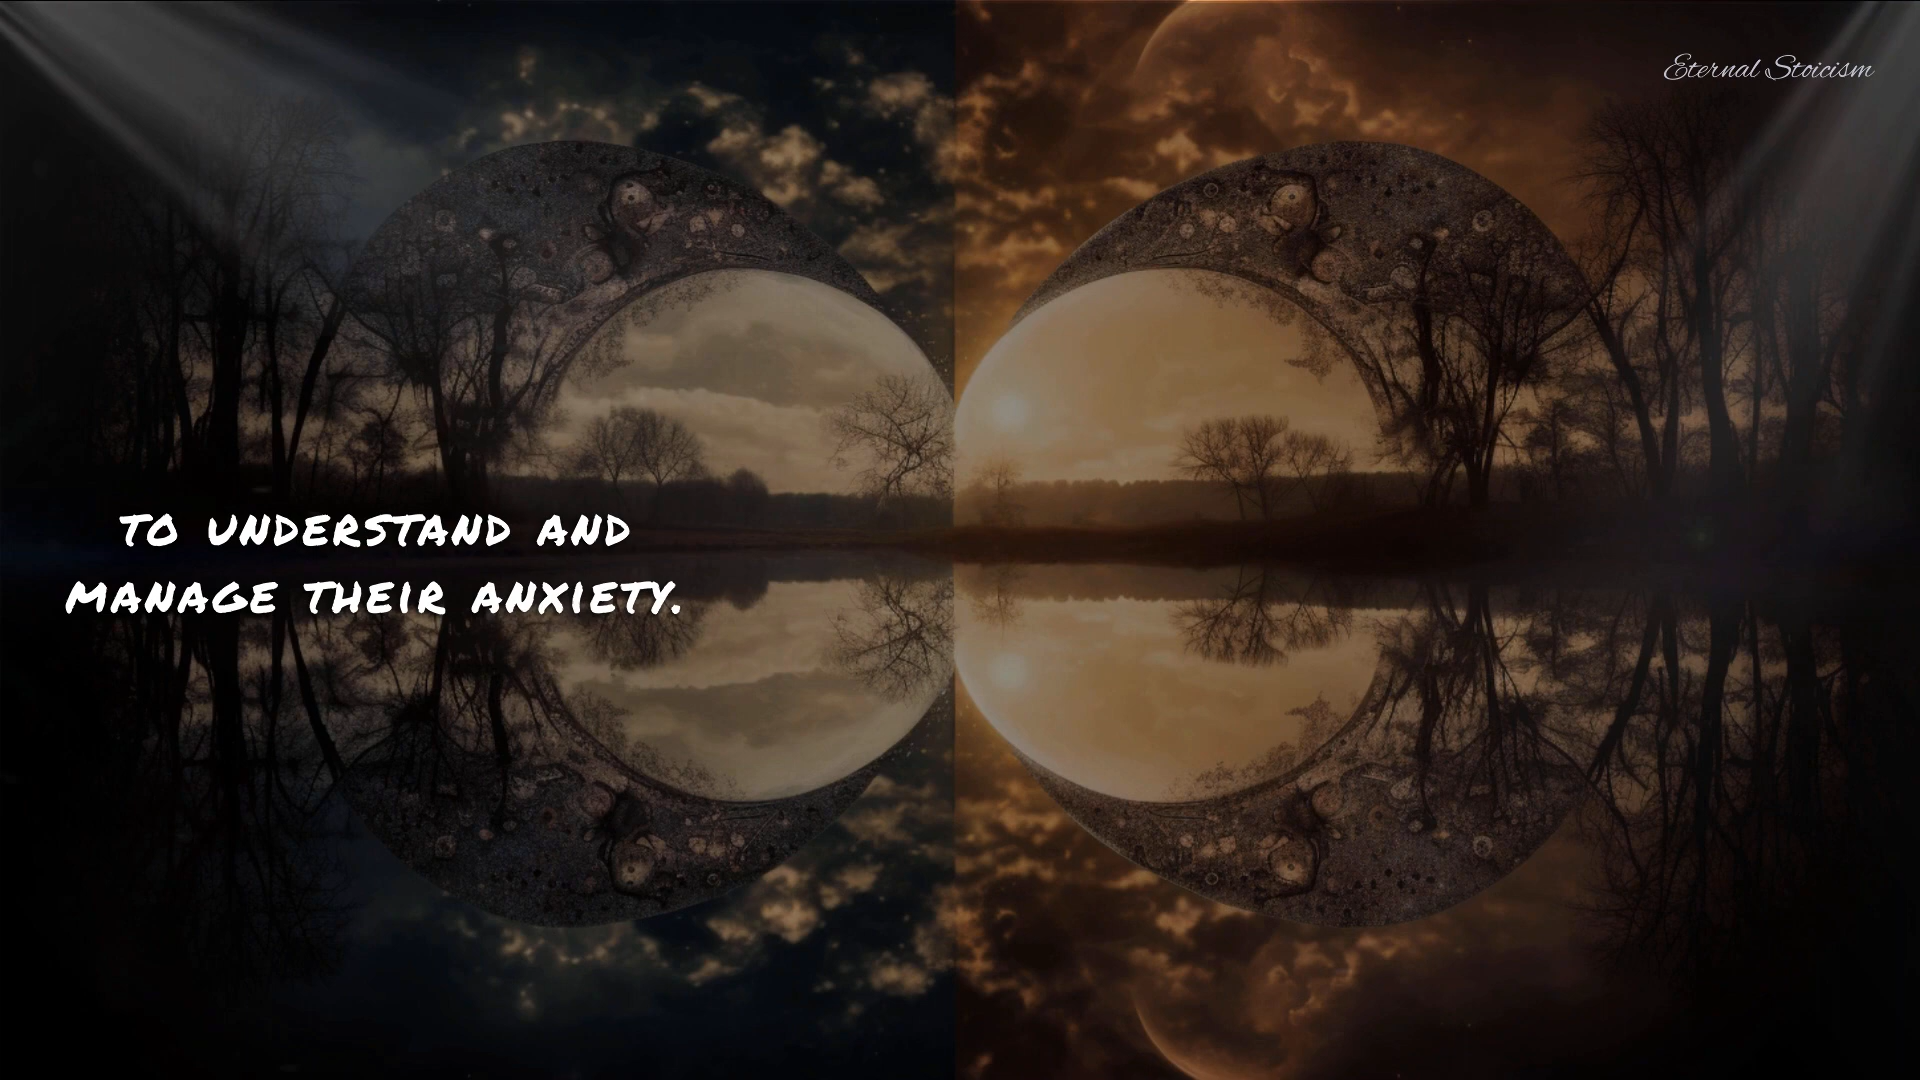 Eternal Stoicism
TO UNDERSTAND AND
MANAGE THEIR ANXIETY.